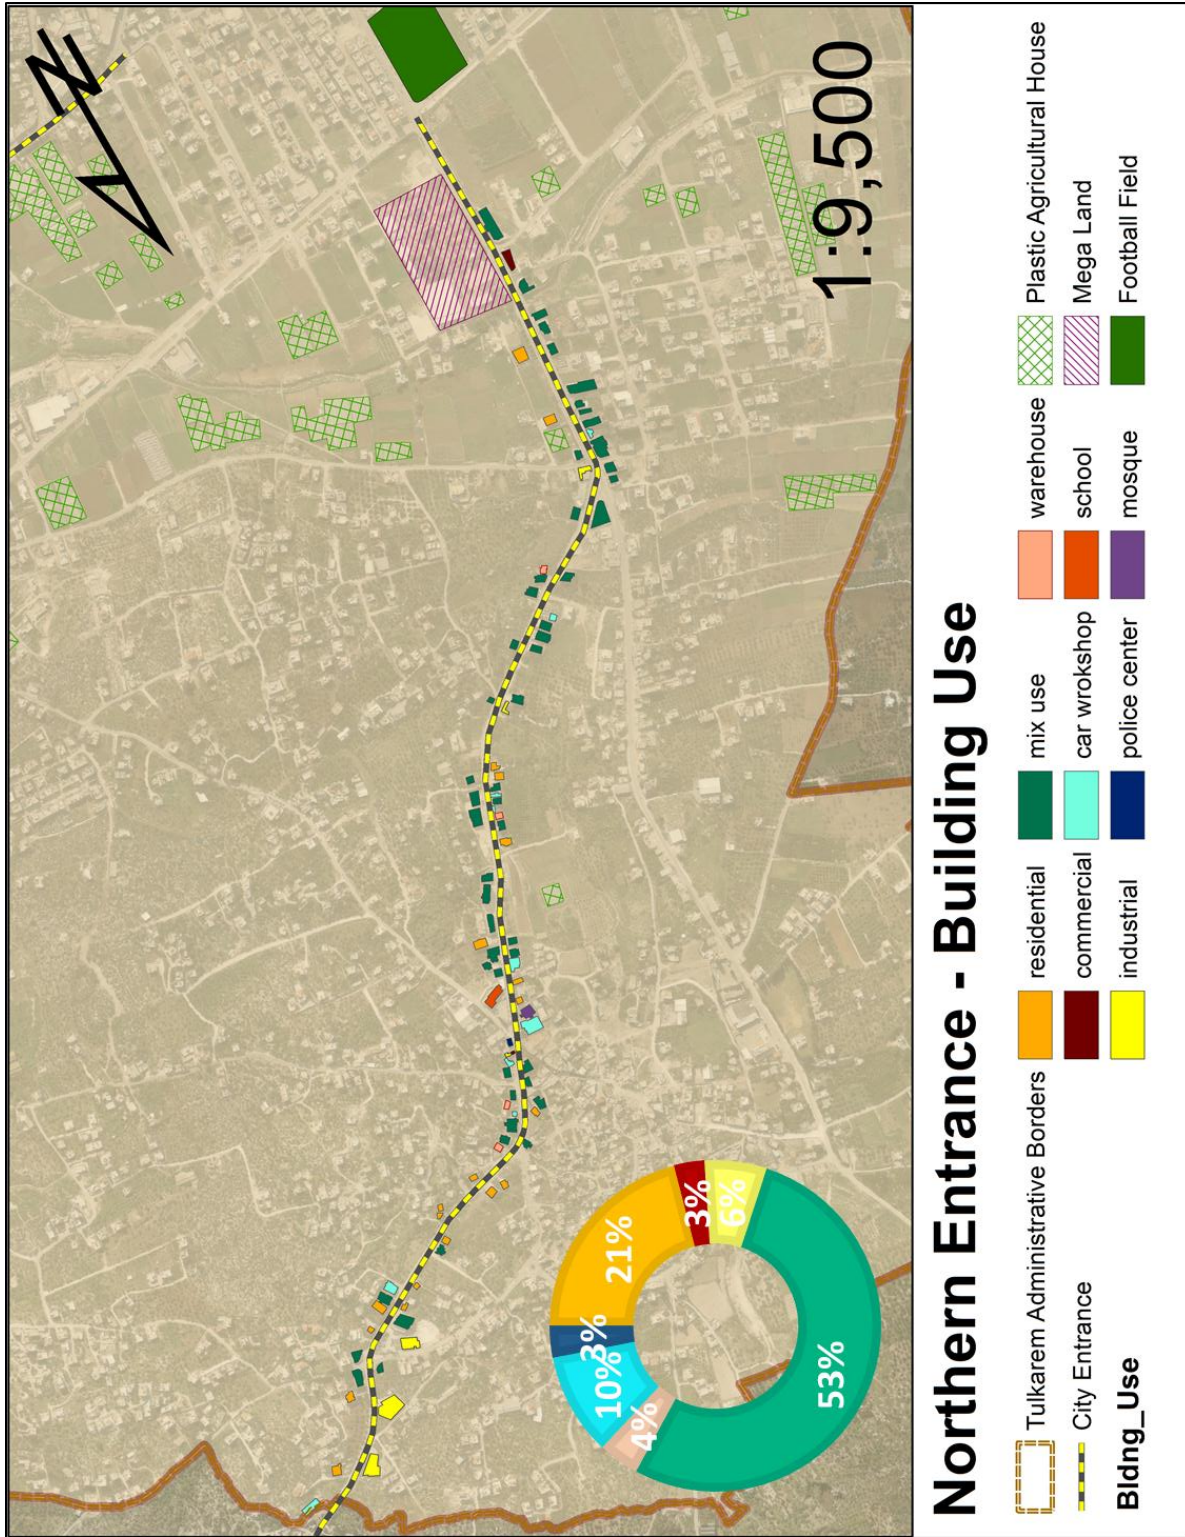 N
1:9,500
21%
3%
6%
53%
4%
10%
3%
Northern Entrance - Building Use
Tulkarem Administrative Borders
City Entrance
Bldng_Use
residential
commercial
industrial
mix use
car wrokshop
police center
warehouse
school
mosque
Plastic Agricultural House
Mega Land
Football Field